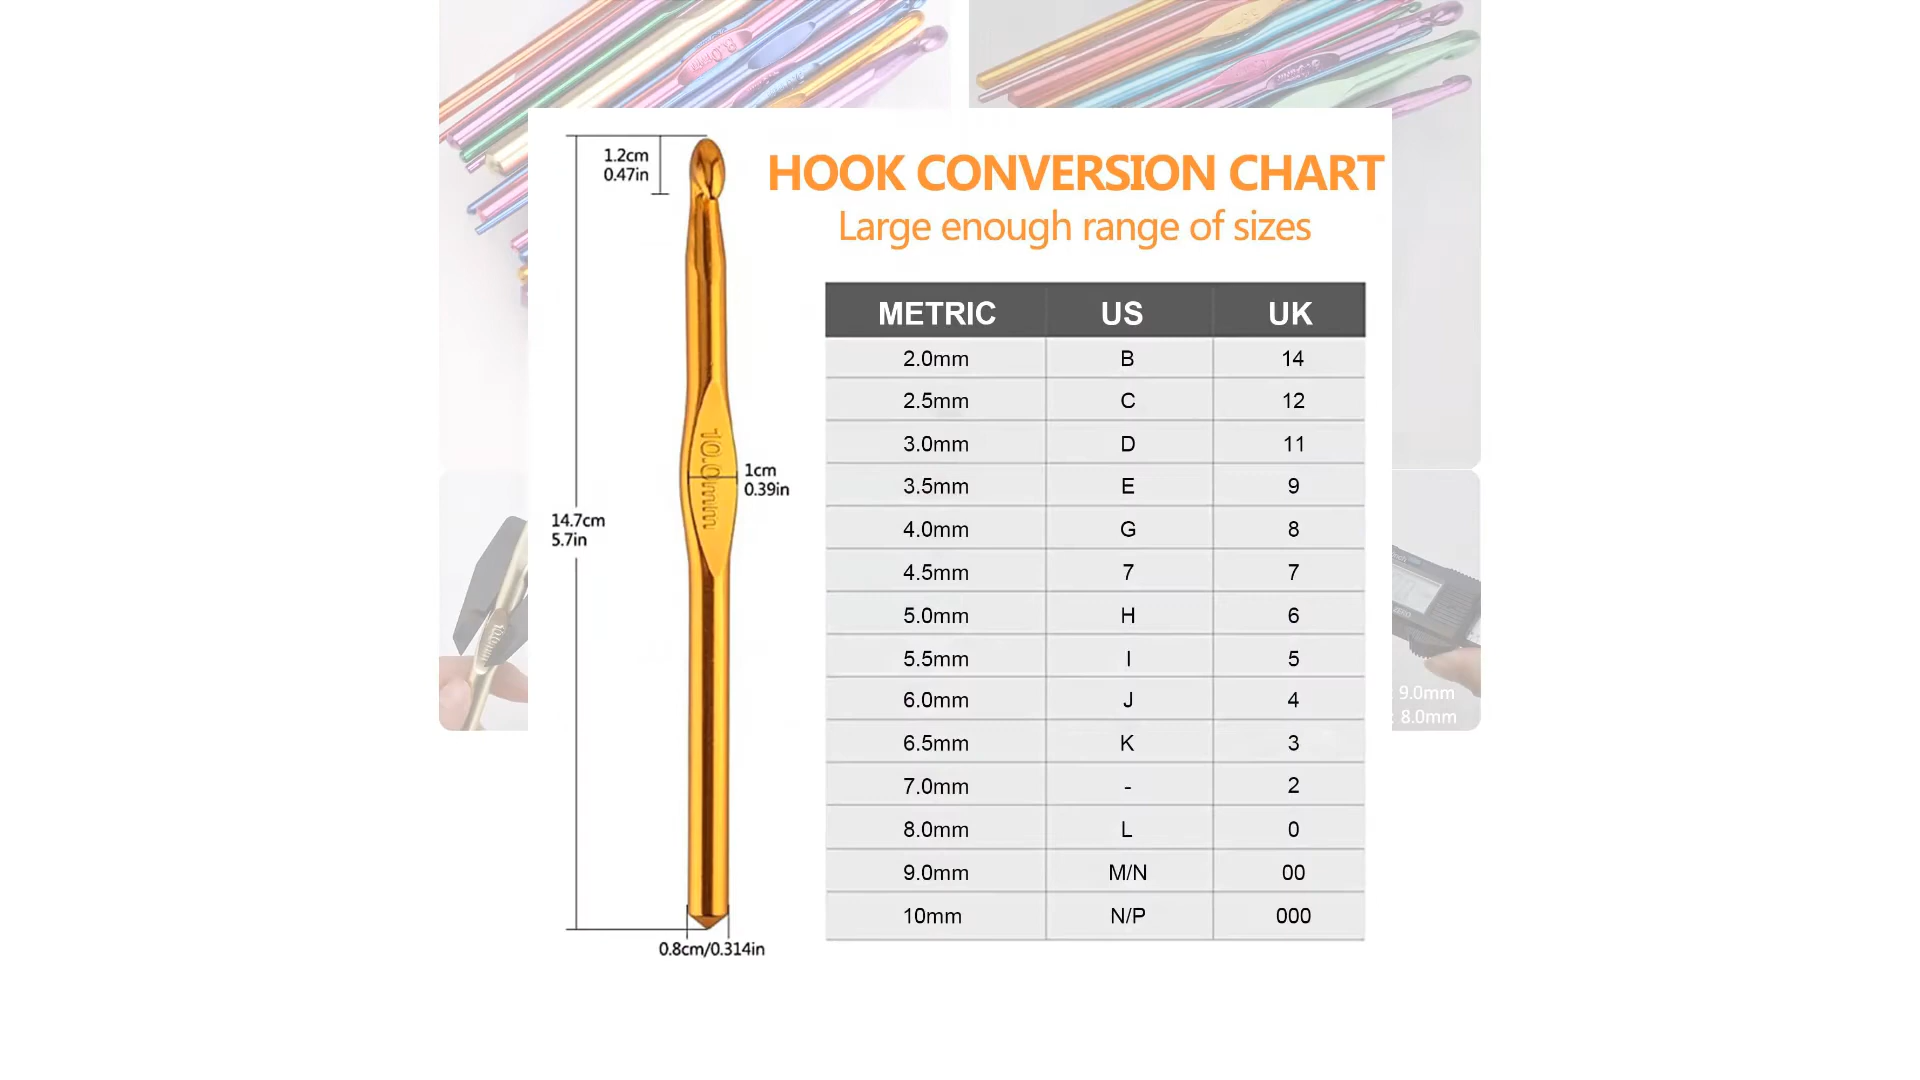 1.2cm
0.47in
HOOK CONVERSION CHART
Large enough range of sizes
METRIC US UK
2.0mm B 14
2.5mm C 12
3.0mm D 11
3.5mm E 9
4.0mm G 8
4.5mm 7 7
5.0mm H 6
5.5mm I 5
6.0mm J 4
6.5mm K 3
7.0mm - 2
8.0mm L 0
9.0mm M/N 00
10mm N/P 000
10.0mm
1cm
0.39in
14.7cm
5.7in
0.8cm/0.314in
10.0mm
: 9.0mm
: 8.0mm